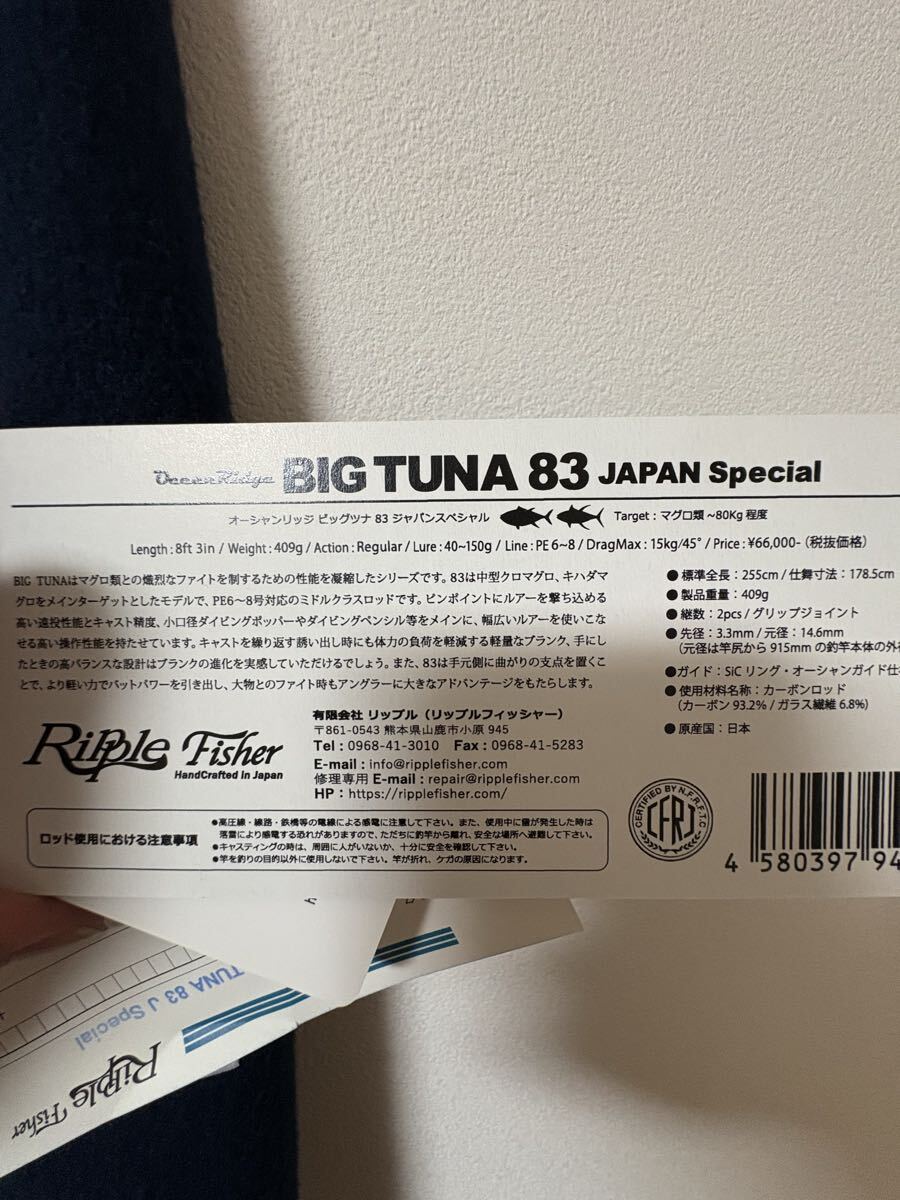 OceanRidge BIG TUNA 83 JAPAN Special
オーシャンリッジ ビッグツナ 83 ジャパンスペシャル Target : マグロ類 ~80Kg 程度
Length : 8ft 3in / Weight : 409g / Action : Regular / Lure : 40~150g / Line : PE 6~8 / DragMax : 15kg/45° / Price : ¥66,000-（税抜価格）
BIG TUNAはマグロ類との熾烈なファイトを制するための性能を凝縮したシリーズです。83は中型クロマグロ、キハダマ
グロをメインターゲットとしたモデルで、PE6～8号対応のミドルクラスロッドです。ピンポイントにルアーを撃ち込める
高い遠投性能とキャスト精度、小口径ダイビングポッパーやダイビングペンシル等をメインに、幅広いルアーを使いこな
せる高い操作性能を持たせています。キャストを繰り返す誘い出し時にも体力の負荷を軽減する軽量なブランク、手にし
たときの高バランスな設計はブランクの進化を実感していただけるでしょう。また、83は手元側に曲がりの支点を置くこ
とで、より軽い力でバットパワーを引き出し、大物とのファイト時もアングラーに大きなアドバンテージをもたらします。
●標準全長：255cm / 仕舞寸法：178.5cm
●製品重量：409g
●継数：2pcs / グリップジョイント
●先径：3.3mm / 元径：14.6mm
（元径は竿尻から 915mm の釣竿本体の外
●ガイド：SiC リング・オーシャンガイド仕
●使用材料名称：カーボンロッド
（カーボン 93.2% / ガラス繊維 6.8%）
●原産国：日本
Ripple Fisher
HandCrafted in Japan
有限会社 リップル（リップルフィッシャー）
〒861-0543 熊本県山鹿市小原 945
Tel : 0968-41-3010 Fax : 0968-41-5283
E-mail : info@ripplefisher.com
修理専用 E-mail : repair@ripplefisher.com
HP : https://ripplefisher.com/
ロッド使用における注意事項
●高圧線・線路・鉄橋等の電線による感電に注意して下さい。また、使用中に雷が発生した時は
落雷により感電する恐れがありますので、ただちに釣竿から離れ、安全な場所へ避難して下さい。
●キャスティングの時は、周囲に人がいないか、十分に安全を確認して下さい。
●竿を釣りの目的以外に使用しないで下さい。竿が折れ、ケガの原因になります。
CERTIFIED BY N.F.R.F.T.C
CFRJ
4 580397 94
TUNA 83 J Special
Ripple Fisher